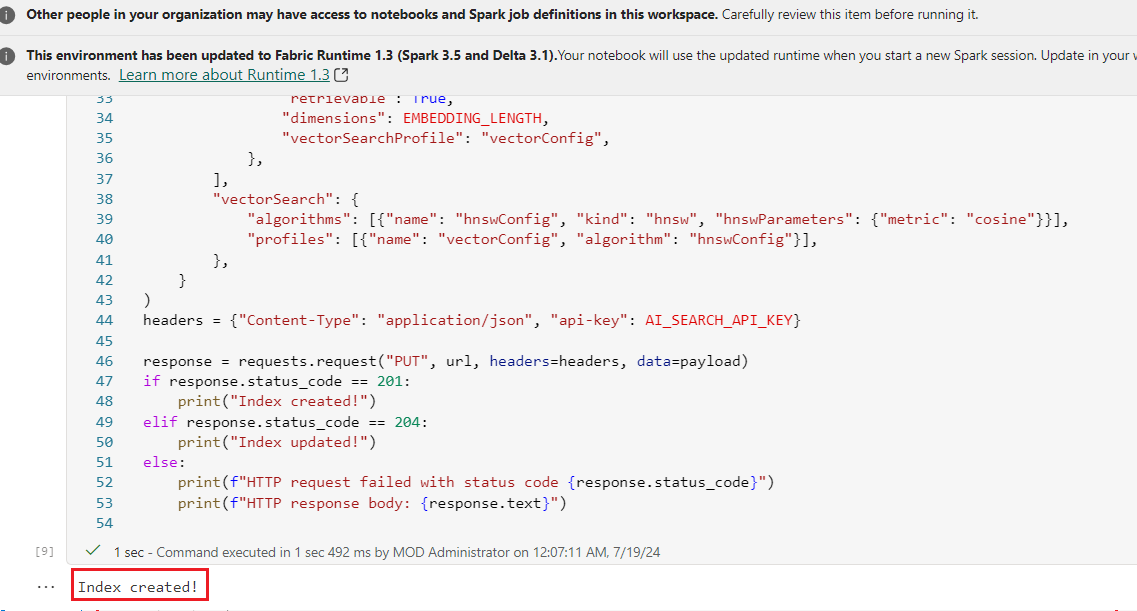 Other people in your organization may have access to notebooks and Spark job definitions in this workspace. Carefully review this item before running it.
This environment has been updated to Fabric Runtime 1.3 (Spark 3.5 and Delta 3.1).Your notebook will use the updated runtime when you start a new Spark session. Update in your
environments. Learn more about Runtime 1.3
33 "retrievable": True,
34 "dimensions": EMBEDDING_LENGTH,
35 "vectorSearchProfile": "vectorConfig",
36 },
37 ],
38 "vectorSearch": {
39 "algorithms": [{"name": "hnswConfig", "kind": "hnsw", "hnswParameters": {"metric": "cosine"}}],
40 "profiles": [{"name": "vectorConfig", "algorithm": "hnswConfig"}],
41 },
42 }
43 )
44 headers = {"Content-Type": "application/json", "api-key": AI_SEARCH_API_KEY}
45
46 response = requests.request("PUT", url, headers=headers, data=payload)
47 if response.status_code == 201:
48 print("Index created!")
49 elif response.status_code == 204:
50 print("Index updated!")
51 else:
52 print(f"HTTP request failed with status code {response.status_code}")
53 print(f"HTTP response body: {response.text}")
54
[9] 1 sec - Command executed in 1 sec 492 ms by MOD Administrator on 12:07:11 AM, 7/19/24
... Index created!